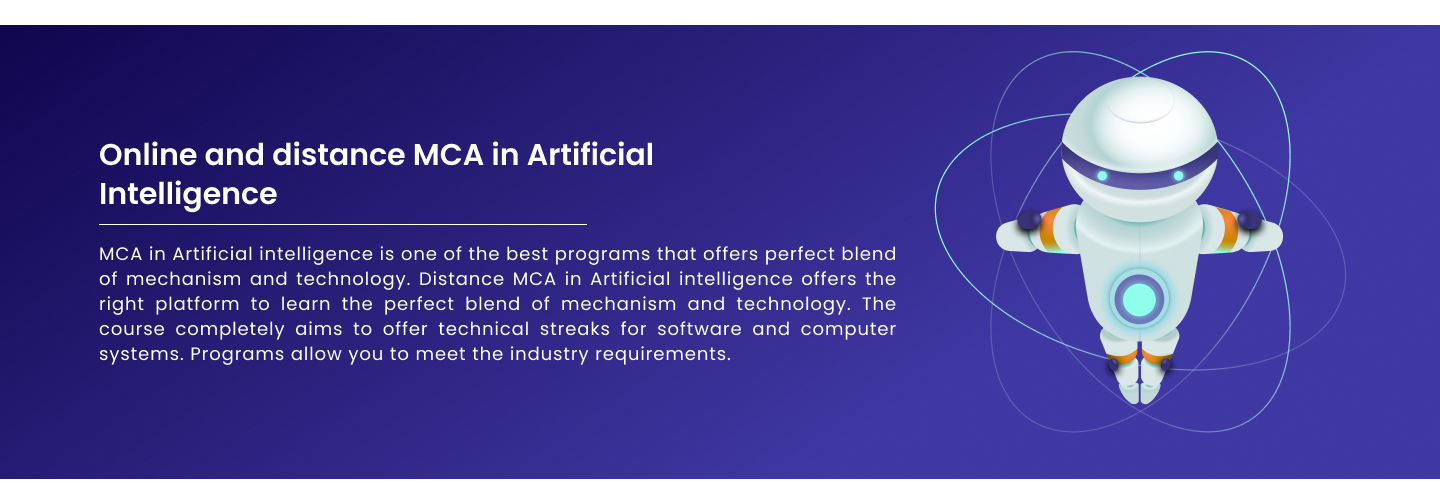 Online and distance MCA in Artificial
Intelligence
MCA in Artificial intelligence is one of the best programs that offers perfect blend
of mechanism and technology. Distance MCA in Artificial intelligence offers the
right platform to learn the perfect blend of mechanism and technology. The
course completely aims to offer technical streaks for software and computer
systems. Programs allow you to meet the industry requirements.